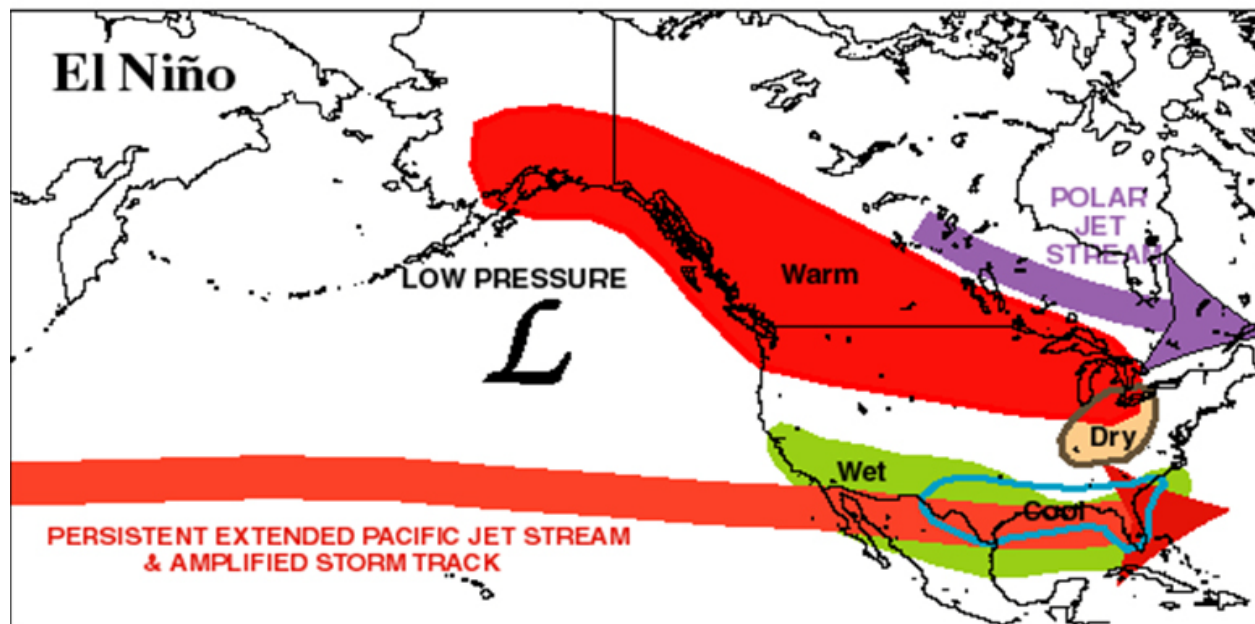 El Niño
POLAR
JET
STREAM
LOW PRESSURE
Warm
L
Dry
Wet
Cool
PERSISTENT EXTENDED PACIFIC JET STREAM
& AMPLIFIED STORM TRACK